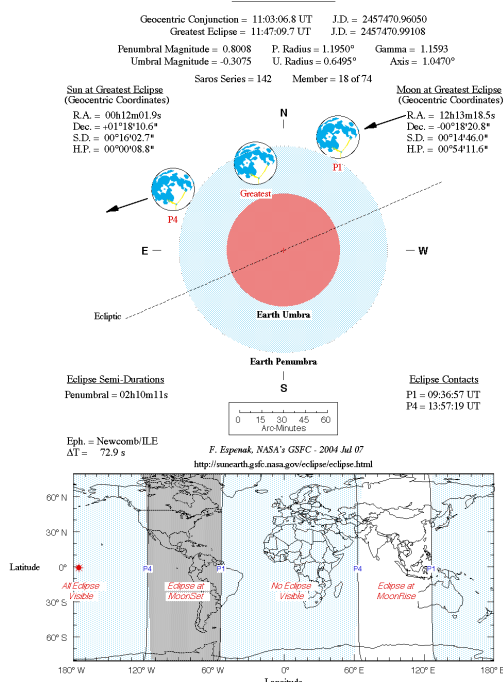 Geocentric Conjunction = 11:03:06.8 UT J.D. = 2457470.96050
Greatest Eclipse = 11:47:09.7 UT J.D. = 2457470.99108
Penumbral Magnitude = 0.8008 P. Radius = 1.1950° Gamma = 1.1593
Umbral Magnitude = -0.3075 U. Radius = 0.6495° Axis = 1.0470°
Saros Series = 142 Member = 18 of 74
Sun at Greatest Eclipse
(Geocentric Coordinates)
R.A. = 00h12m01.9s
Dec. = +01°18'10.6"
S.D. = 00°16'02.7"
H.P. = 00°00'08.8"
Moon at Greatest Eclipse
(Geocentric Coordinates)
R.A. = 12h13m18.5s
Dec. = -00°18'20.8"
S.D. = 00°14'46.0"
H.P. = 00°54'11.6"
N
P1
Greatest
P4
E
W
Ecliptic
Earth Umbra
Earth Penumbra
S
Eclipse Semi-Durations
Penumbral = 02h10m11s
Eclipse Contacts
P1 = 09:36:57 UT
P4 = 13:57:19 UT
0 15 30 45 60
Arc-Minutes
Eph. = Newcomb/ILE
ΔT = 72.9 s
F. Espenak, NASA's GSFC - 2004 Jul 07
http://sunearth.gsfc.nasa.gov/eclipse/eclipse.html
60° N
30° N
Latitude 0°
30° S
60° S
P4
P1
P4
P1
All Eclipse
Visible
Eclipse at
MoonSet
No Eclipse
Visible
Eclipse at
MoonRise
180° W 120° W 60° W 0° 60° E 120° E 180° E
Longitude